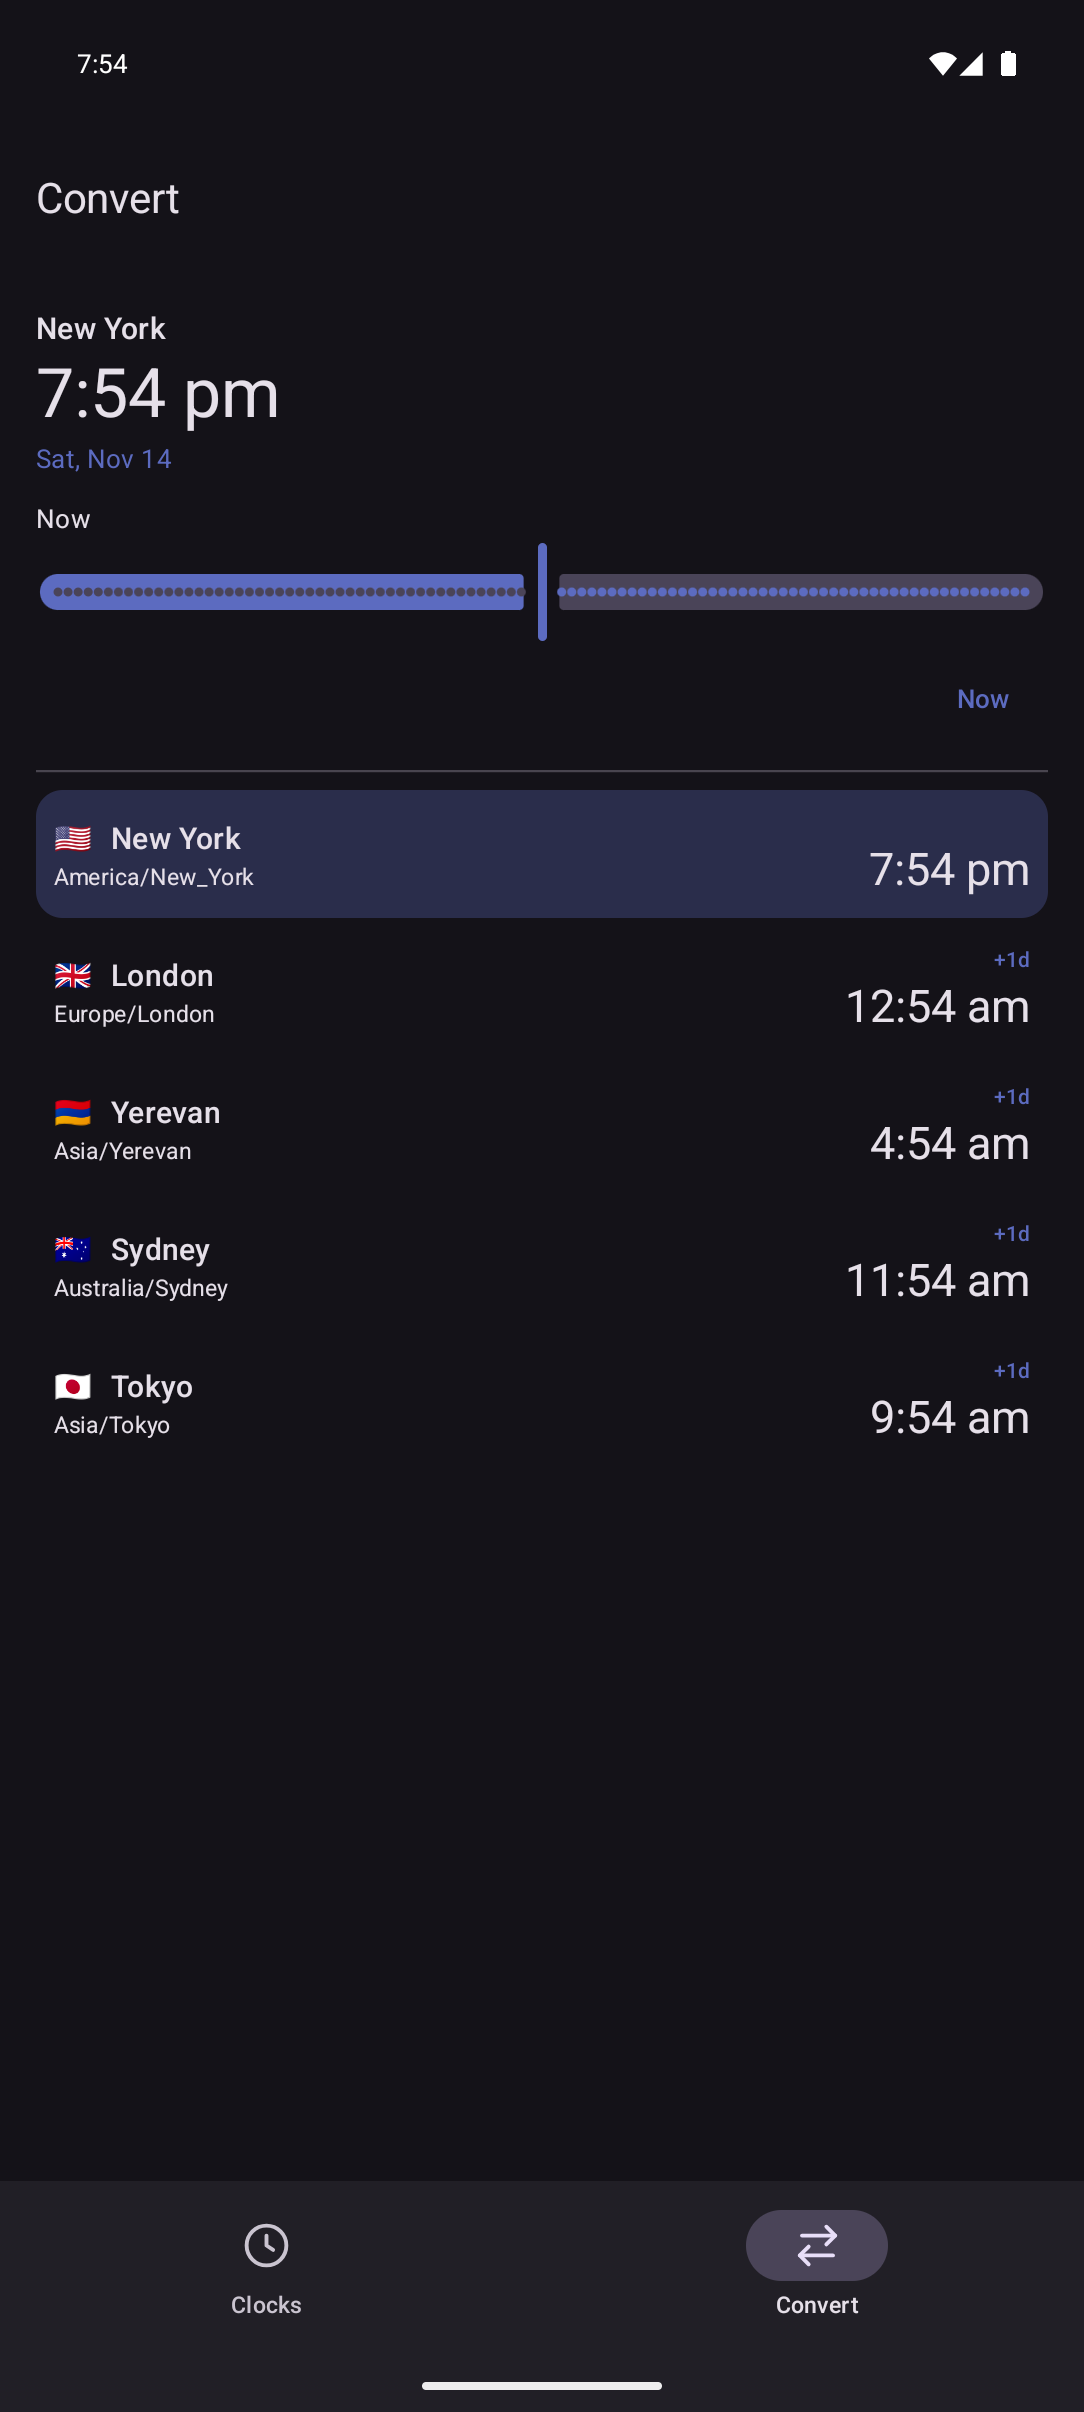 7:54
Convert
New York
7:54 pm
Sat, Nov 14
Now
Now
New York
America/New_York
7:54 pm
London
Europe/London
+1d
12:54 am
Yerevan
Asia/Yerevan
+1d
4:54 am
Sydney
Australia/Sydney
+1d
11:54 am
Tokyo
Asia/Tokyo
+1d
9:54 am
Clocks
Convert